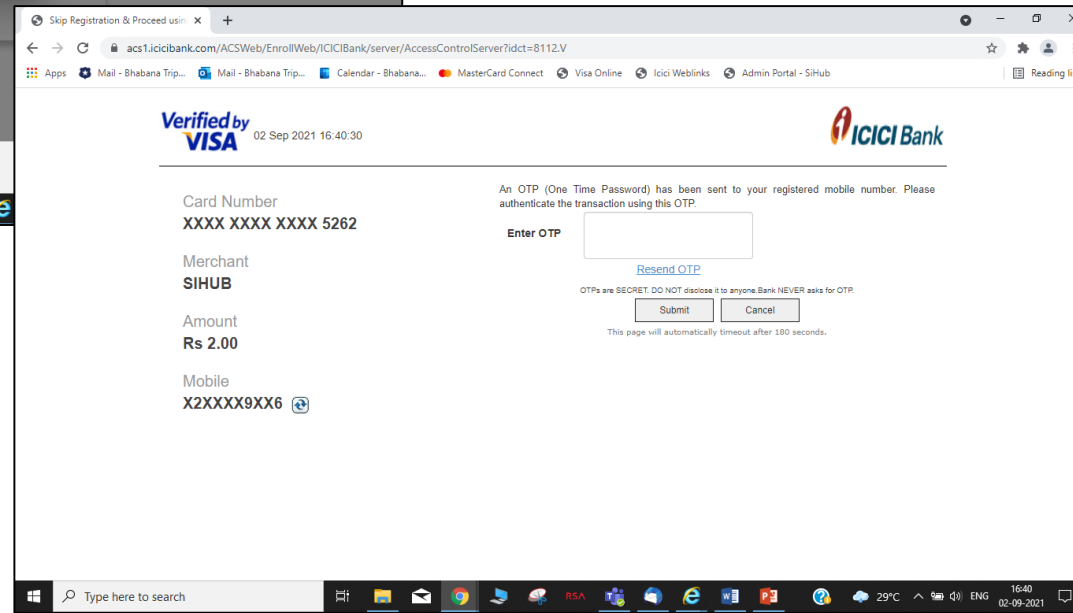 Skip Registration & Proceed usin
acs1.icicibank.com/ACSWeb/EnrollWeb/ICICIBank/server/AccessControlServer?idct=8112.V
Apps Mail - Bhabana Trip... Mail - Bhabana Trip... Calendar - Bhabana... MasterCard Connect Visa Online Icici Weblinks Admin Portal - SiHub Reading li
Verified by
VISA
02 Sep 2021 16:40:30
ICICI Bank
Card Number
XXXX XXXX XXXX 5262
Merchant
SIHUB
Amount
Rs 2.00
Mobile
X2XXXX9XX6
An OTP (One Time Password) has been sent to your registered mobile number. Please
authenticate the transaction using this OTP.
Enter OTP
Resend OTP
OTPs are SECRET. DO NOT disclose it to anyone.Bank NEVER asks for OTP.
Submit Cancel
This page will automatically timeout after 180 seconds.
Type here to search
RSA
29°C ENG
16:40
02-09-2021